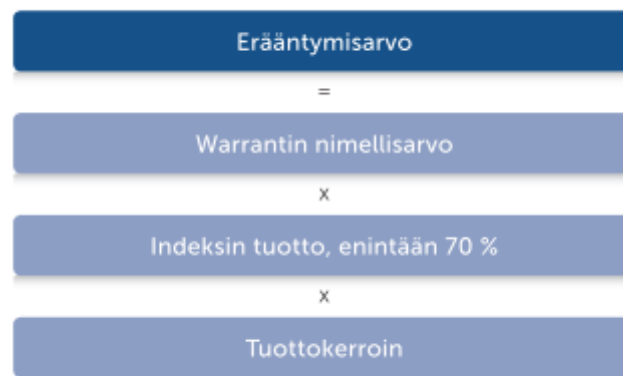 Erääntymisarvo
=
Warrantin nimellisarvo
x
Indeksin tuotto, enintään 70 %
x
Tuottokerroin